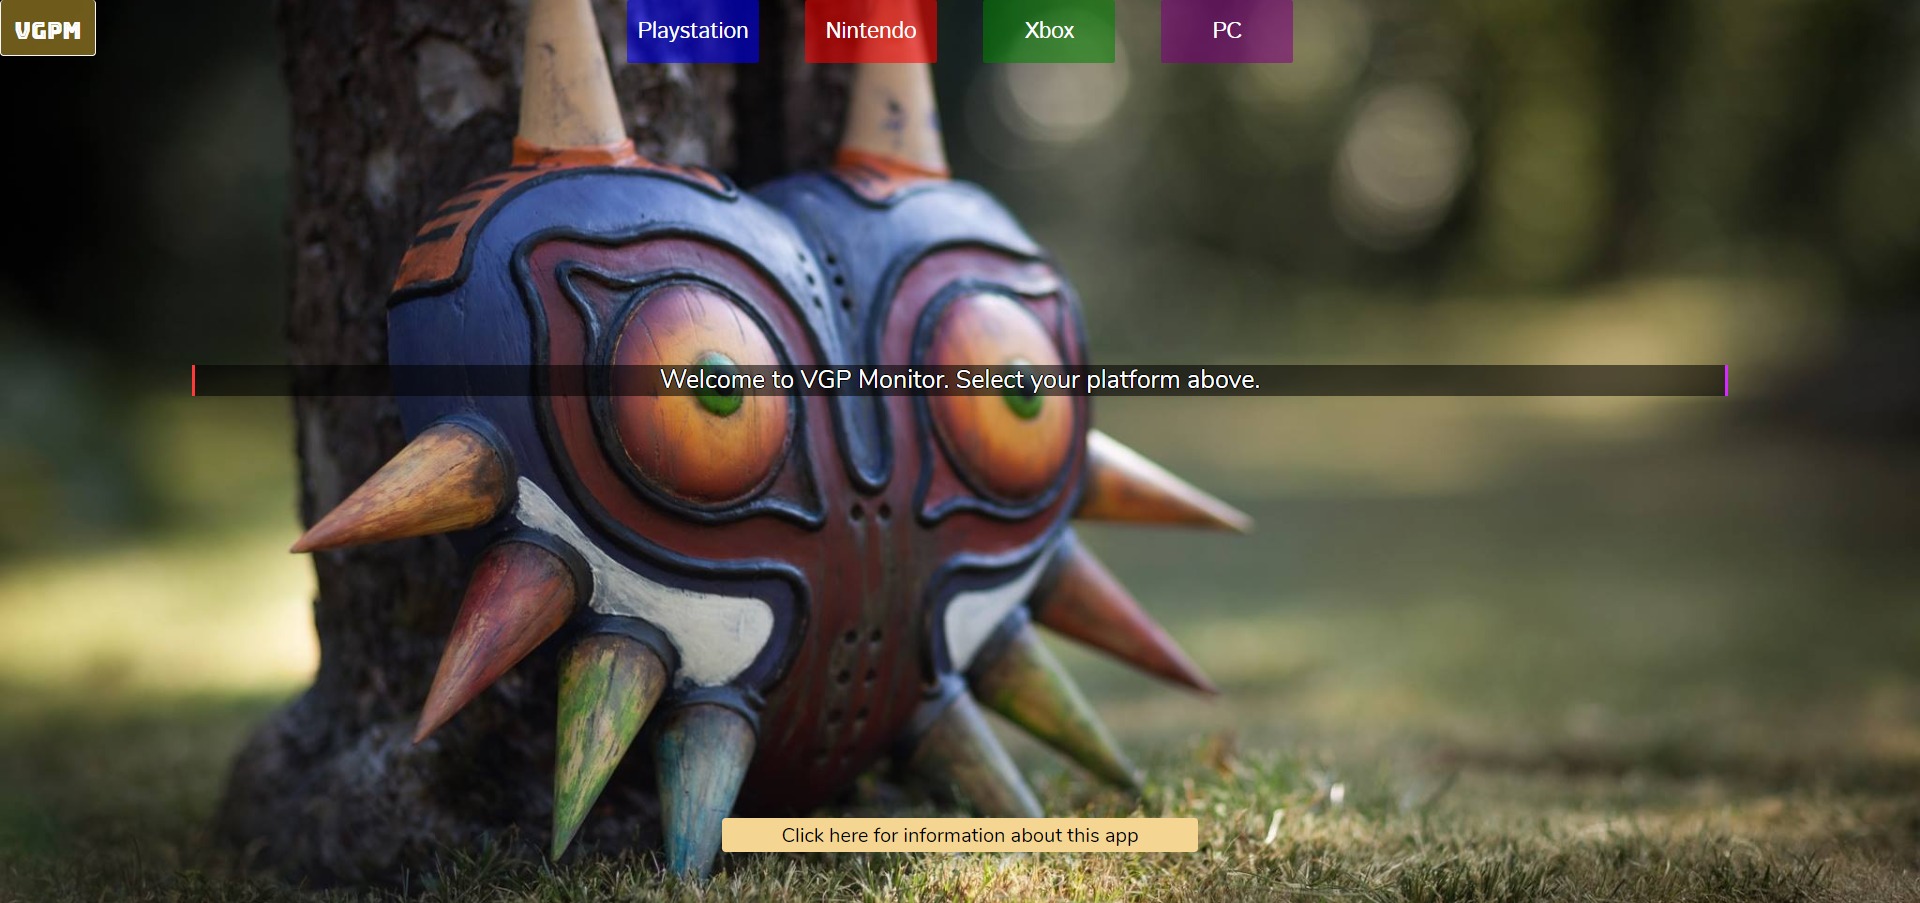 VGPM
Playstation
Nintendo
Xbox
PC
Welcome to VGP Monitor. Select your platform above.
Click here for information about this app